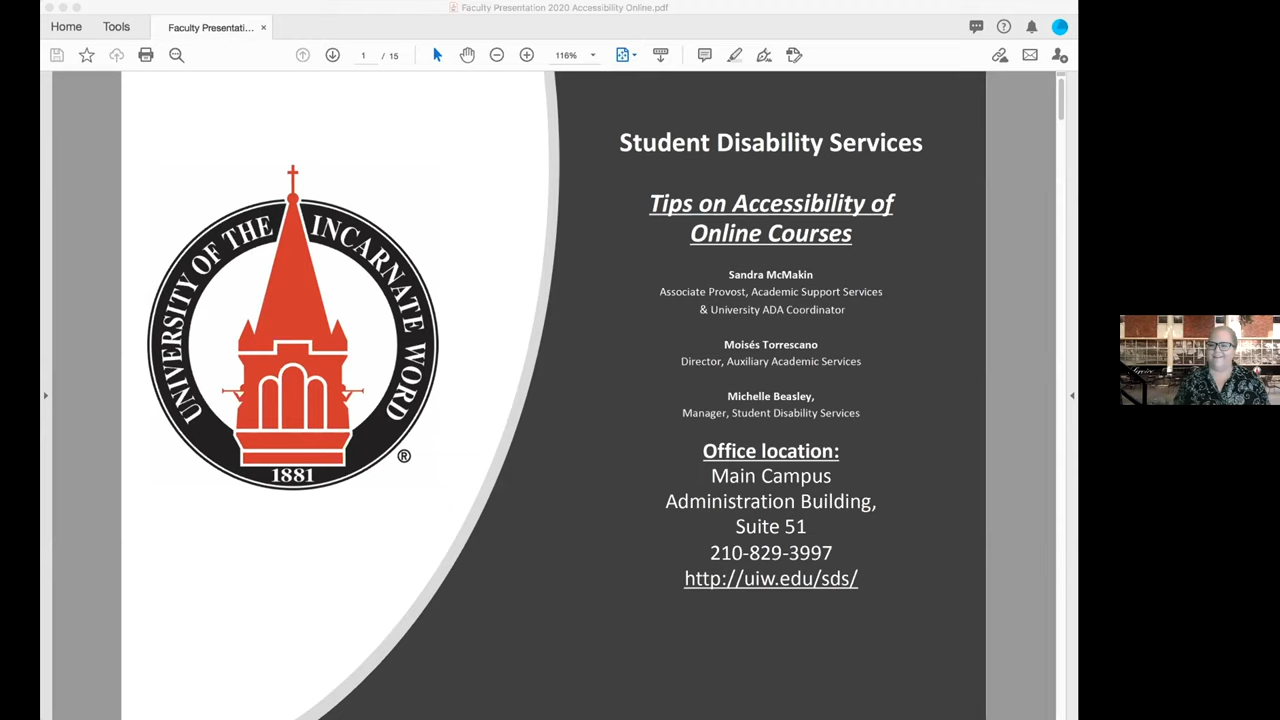 Faculty Presentation 2020 Accessibility Online.pdf
Home
Tools
Faculty Presentati...
1 / 15
116%
UNIVERSITY OF THE INCARNATE WORD
1881
®
Student Disability Services
Tips on Accessibility of
Online Courses
Sandra McMakin
Associate Provost, Academic Support Services
& University ADA Coordinator
Moisés Torrescano
Director, Auxiliary Academic Services
Michelle Beasley,
Manager, Student Disability Services
Office location:
Main Campus
Administration Building,
Suite 51
210-829-3997
http://uiw.edu/sds/